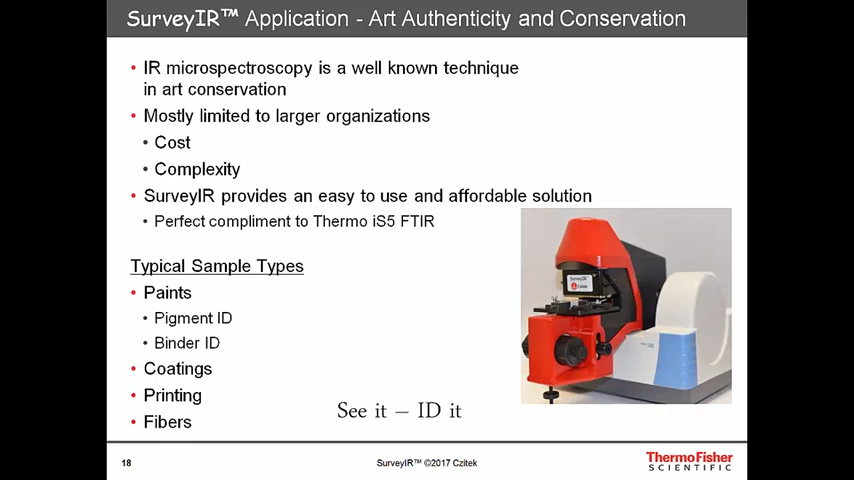 SurveyIR™ Application - Art Authenticity and Conservation
• IR microspectroscopy is a well known technique
in art conservation
• Mostly limited to larger organizations
• Cost
• Complexity
• SurveyIR provides an easy to use and affordable solution
• Perfect compliment to Thermo iS5 FTIR
Typical Sample Types
• Paints
• Pigment ID
• Binder ID
• Coatings
• Printing
• Fibers
SurveyIR
Czitek
See it – ID it
18
SurveyIR™ ©2017 Czitek
ThermoFisher
SCIENTIFIC